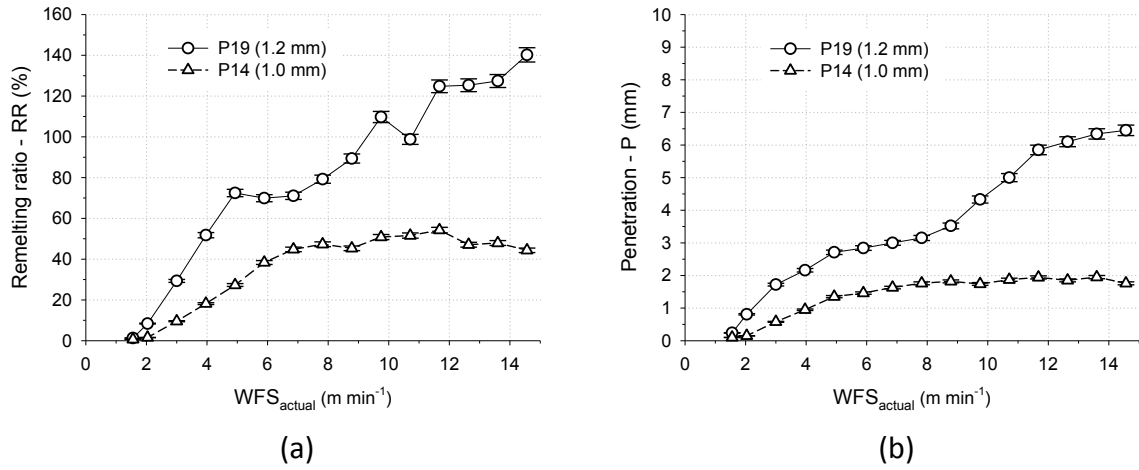 160
140
120
100
80
60
40
20
0
Remelting ratio - RR (%)
P19 (1.2 mm)
P14 (1.0 mm)
0 2 4 6 8 10 12 14
WFSactual (m min-1)
(a)
10
9
8
7
6
5
4
3
2
1
0
Penetration - P (mm)
P19 (1.2 mm)
P14 (1.0 mm)
0 2 4 6 8 10 12 14
WFSactual (m min-1)
(b)